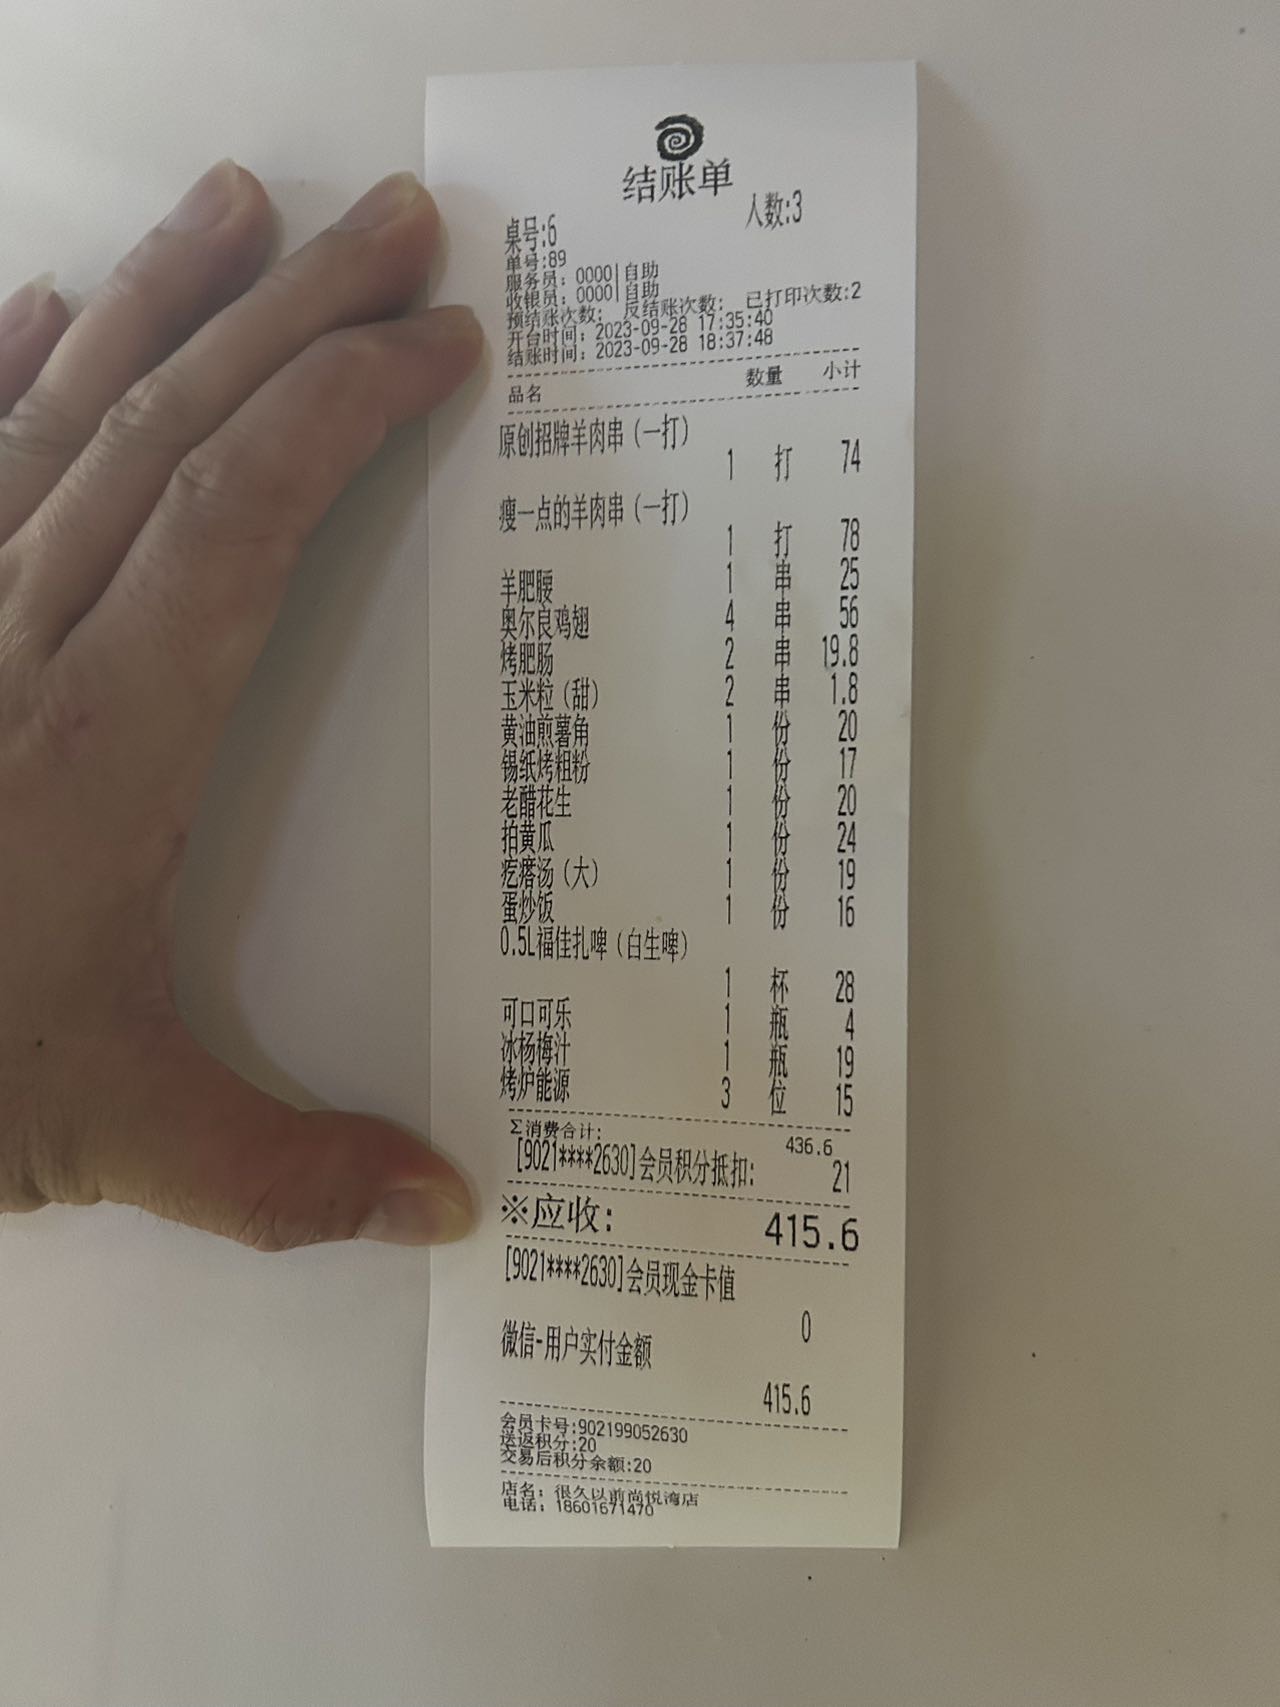 结账单
桌号:6 人数:3
单号:89
服务员: 0000|自助
收银员: 0000|自助
预结账次数: 反结账次数: 已打印次数:2
开台时间: 2023-09-28 17:35:40
结账时间: 2023-09-28 18:37:48
品名 数量 小计
原创招牌羊肉串(一打)
1 打 74
瘦一点的羊肉串(一打)
1 打 78
羊肥腰 1 串 25
奥尔良鸡翅 4 串 56
烤肥肠 2 串 19.8
玉米粒(甜) 2 串 1.8
黄油煎薯角 1 份 20
锡纸烤粗粉 1 份 17
老醋花生 1 份 20
拍黄瓜 1 份 24
疙瘩汤(大) 1 份 19
蛋炒饭 1 份 16
0.5L福佳扎啤(白生啤)
1 杯 28
可口可乐 1 瓶 4
冰杨梅汁 1 瓶 19
烤炉能源 3 位 15
Σ消费合计: 436.6
[9021****2630]会员积分抵扣: 21
※应收: 415.6
[9021****2630]会员现金卡值
0
微信-用户实付金额
415.6
会员卡号:902199052630
送返积分:20
交易后积分余额:20
店名: 很久以前尚悦湾店
电话: 18601671470